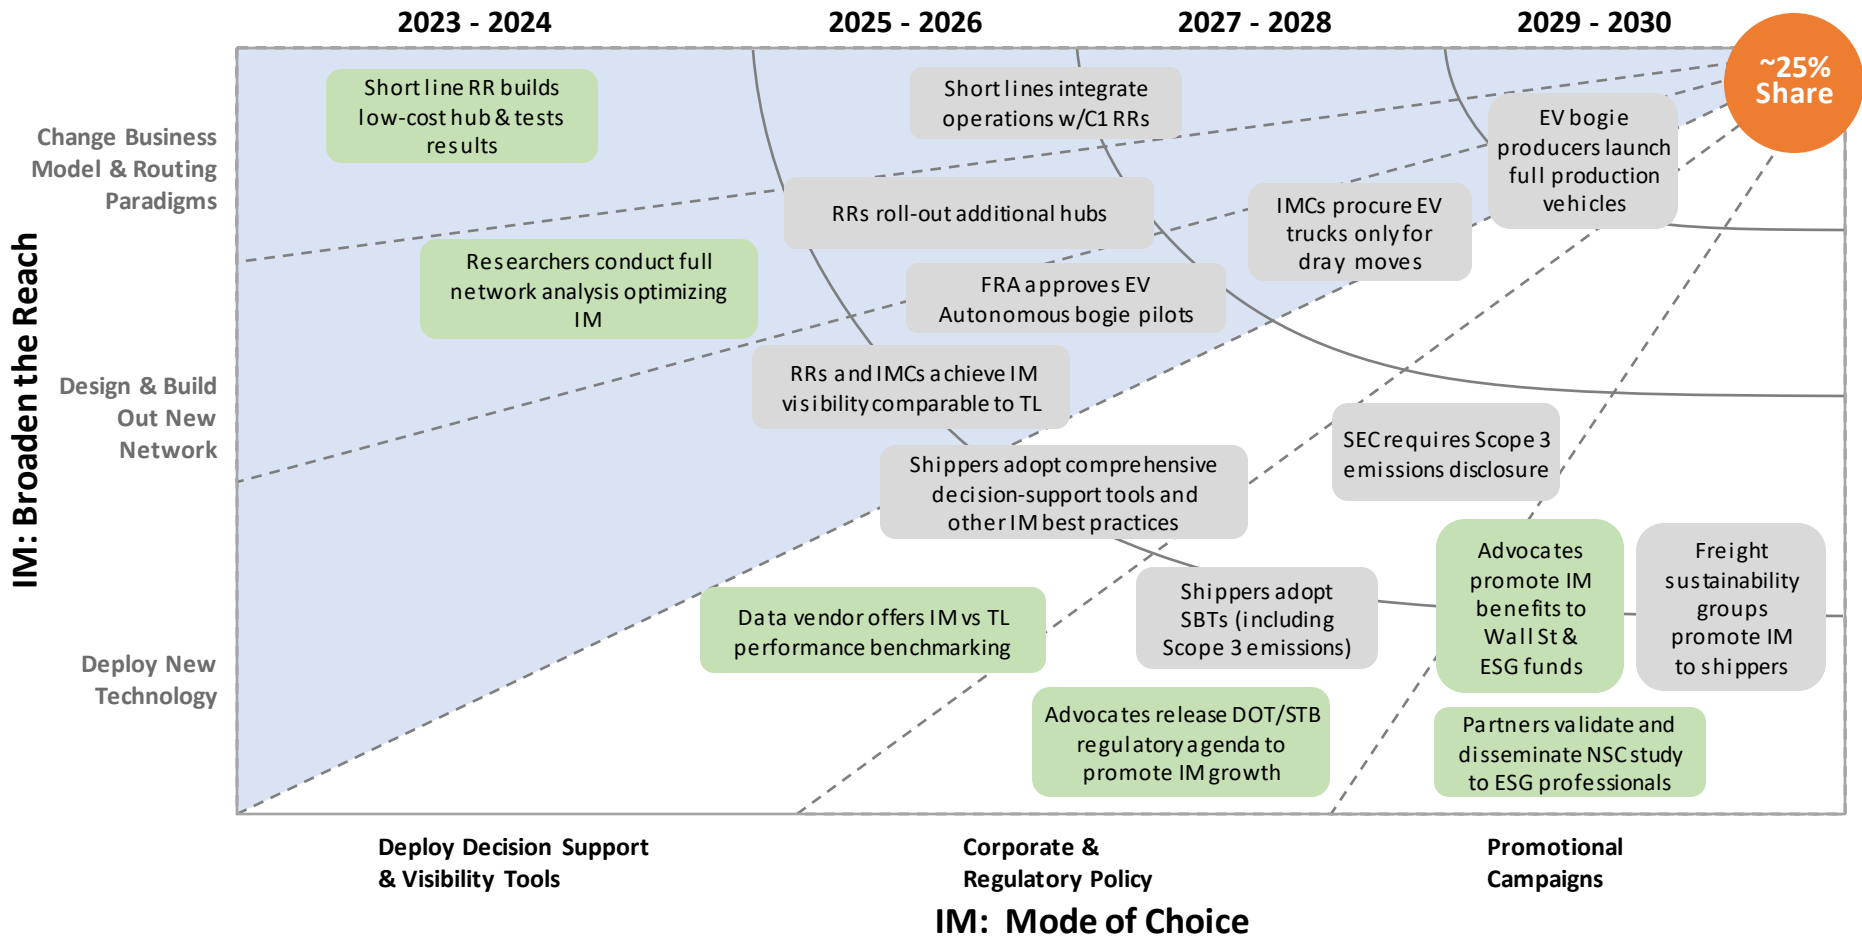 2023 - 2024
2025 - 2026
2027 - 2028
2029 - 2030
~25%
Share
IM: Broaden the Reach
Change Business
Model & Routing
Paradigms
Design & Build
Out New
Network
Deploy New
Technology
Short line RR builds
low-cost hub & tests
results
Short lines integrate
operations w/C1 RRs
EV bogie
producers launch
full production
vehicles
RRs roll-out additional hubs
IMCs procure EV
trucks only for
dray moves
Researchers conduct full
network analysis optimizing
IM
FRA approves EV
Autonomous bogie pilots
RRs and IMCs achieve IM
visibility comparable to TL
SEC requires Scope 3
emissions disclosure
Shippers adopt comprehensive
decision-support tools and
other IM best practices
Advocates
promote IM
benefits to
Wall St &
ESG funds
Freight
sustainability
groups
promote IM
to shippers
Data vendor offers IM vs TL
performance benchmarking
Shippers adopt
SBTs (including
Scope 3 emissions)
Advocates release DOT/STB
regulatory agenda to
promote IM growth
Partners validate and
disseminate NSC study
to ESG professionals
Deploy Decision Support
& Visibility Tools
Corporate &
Regulatory Policy
Promotional
Campaigns
IM: Mode of Choice